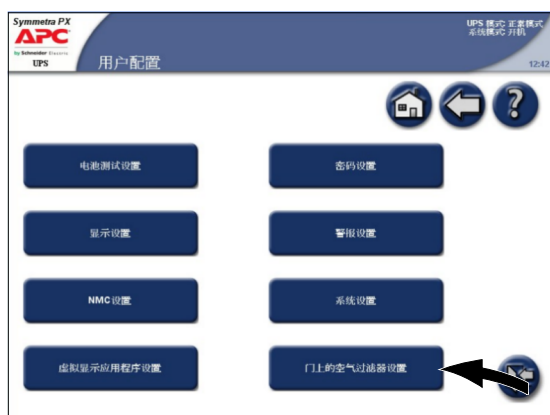 Symmetra PX
APC
by Schneider Electric
UPS
用户配置
UPS 模式: 正常模式
系统模式: 开机
12:42
电池测试设置
密码设置
显示设置
警报设置
NMC 设置
系统设置
虚拟显示应用程序设置
门上的空气过滤器设置